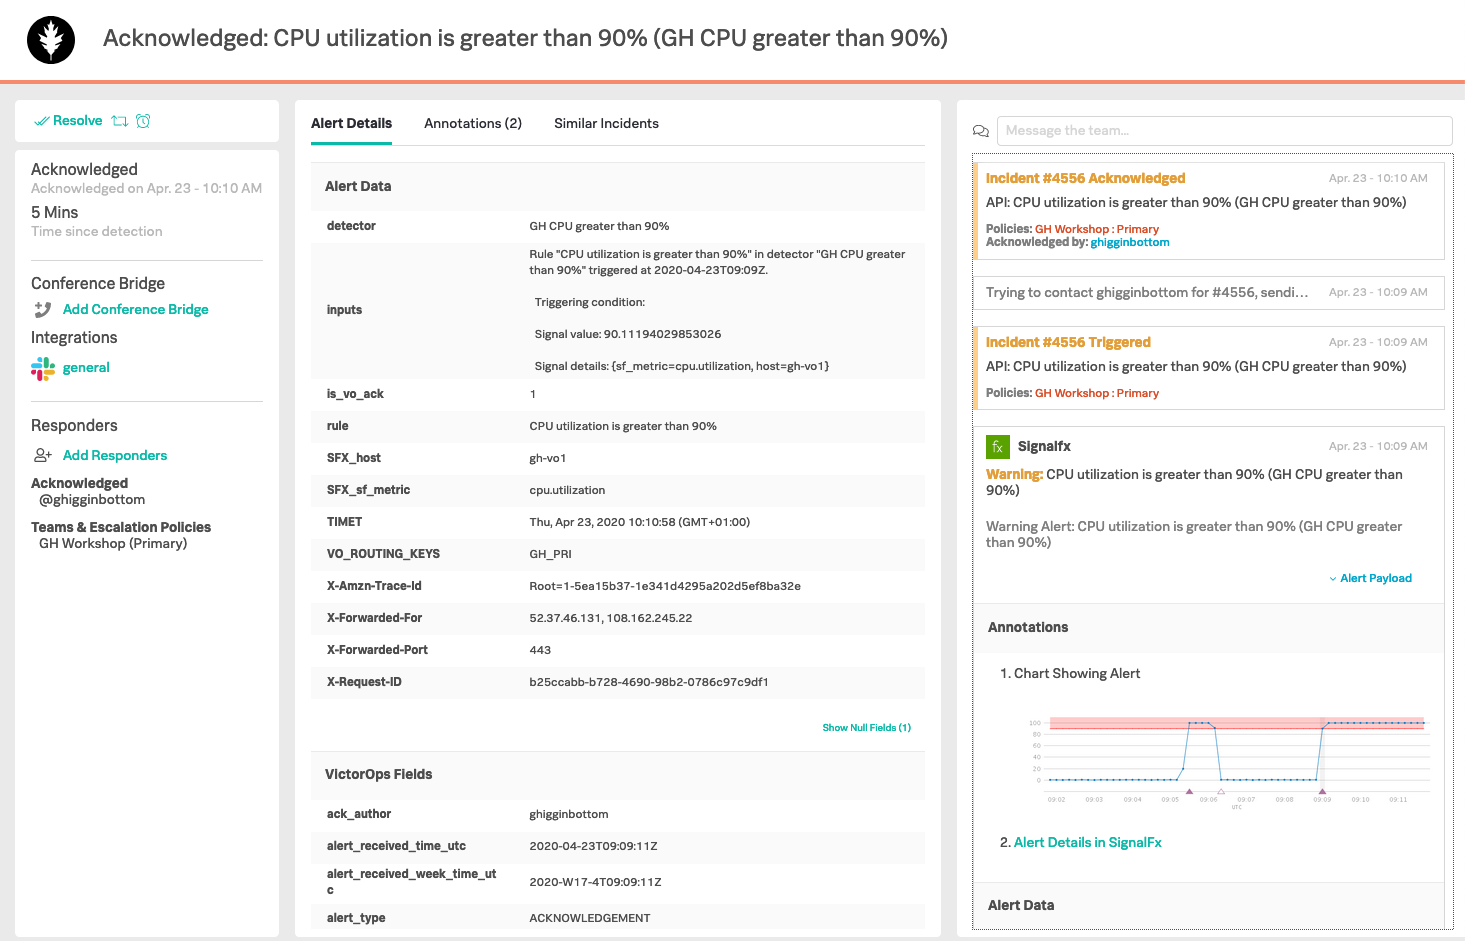 Acknowledged: CPU utilization is greater than 90% (GH CPU greater than 90%)
Resolve
Acknowledged
Acknowledged on Apr. 23 - 10:10 AM
5 Mins
Time since detection
Conference Bridge
Add Conference Bridge
Integrations
general
Responders
Add Responders
Acknowledged
@ghigginbottom
Teams & Escalation Policies
GH Workshop (Primary)
Alert Details Annotations (2) Similar Incidents
Alert Data
detector GH CPU greater than 90%
Rule "CPU utilization is greater than 90%" in detector "GH CPU greater
than 90%" triggered at 2020-04-23T09:09Z.
Triggering condition:
inputs
Signal value: 90.11194029853026
Signal details: {sf_metric=cpu.utilization, host=gh-vo1}
is_vo_ack 1
rule CPU utilization is greater than 90%
SFX_host gh-vo1
SFX_sf_metric cpu.utilization
TIMET Thu, Apr 23, 2020 10:10:58 (GMT+01:00)
VO_ROUTING_KEYS GH_PRI
X-Amzn-Trace-Id Root=1-5ea15b37-1e341d4295a202d5ef8ba32e
X-Forwarded-For 52.37.46.131, 108.162.245.22
X-Forwarded-Port 443
X-Request-ID b25ccabb-b728-4690-98b2-0786c97c9df1
Show Null Fields (1)
VictorOps Fields
ack_author ghigginbottom
alert_received_time_utc 2020-04-23T09:09:11Z
alert_received_week_time_ut
c 2020-W17-4T09:09:11Z
alert_type ACKNOWLEDGEMENT
Message the team...
Incident #4556 Acknowledged Apr. 23 - 10:10 AM
API: CPU utilization is greater than 90% (GH CPU greater than 90%)
Policies: GH Workshop : Primary
Acknowledged by: ghigginbottom
Trying to contact ghigginbottom for #4556, sendi... Apr. 23 - 10:09 AM
Incident #4556 Triggered Apr. 23 - 10:09 AM
API: CPU utilization is greater than 90% (GH CPU greater than 90%)
Policies: GH Workshop : Primary
fx Signalfx Apr. 23 - 10:09 AM
Warning: CPU utilization is greater than 90% (GH CPU greater than
90%)
Warning Alert: CPU utilization is greater than 90% (GH CPU greater
than 90%)
Alert Payload
Annotations
1. Chart Showing Alert
100
80
60
40
20
0
09:02 09:03 09:04 09:05 09:06 09:07 09:08 09:09 09:10 09:11
UTC
2. Alert Details in SignalFx
Alert Data